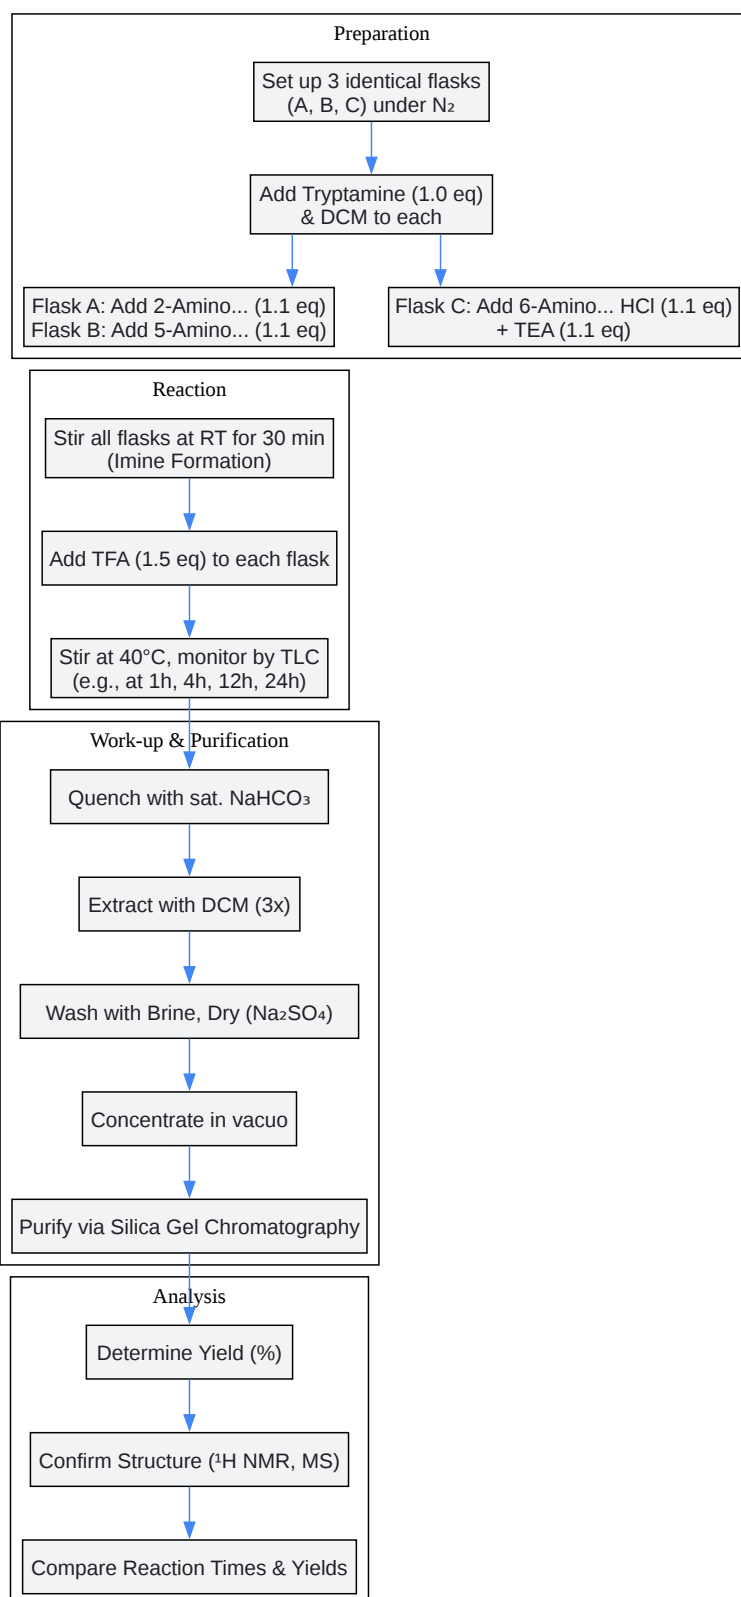 Preparation
Set up 3 identical flasks
(A, B, C) under N₂
Add Tryptamine (1.0 eq)
& DCM to each
Flask A: Add 2-Amino... (1.1 eq)
Flask B: Add 5-Amino... (1.1 eq)
Flask C: Add 6-Amino... HCl (1.1 eq)
+ TEA (1.1 eq)
Reaction
Stir all flasks at RT for 30 min
(Imine Formation)
Add TFA (1.5 eq) to each flask
Stir at 40°C, monitor by TLC
(e.g., at 1h, 4h, 12h, 24h)
Work-up & Purification
Quench with sat. NaHCO₃
Extract with DCM (3x)
Wash with Brine, Dry (Na₂SO₄)
Concentrate in vacuo
Purify via Silica Gel Chromatography
Analysis
Determine Yield (%)
Confirm Structure (¹H NMR, MS)
Compare Reaction Times & Yields